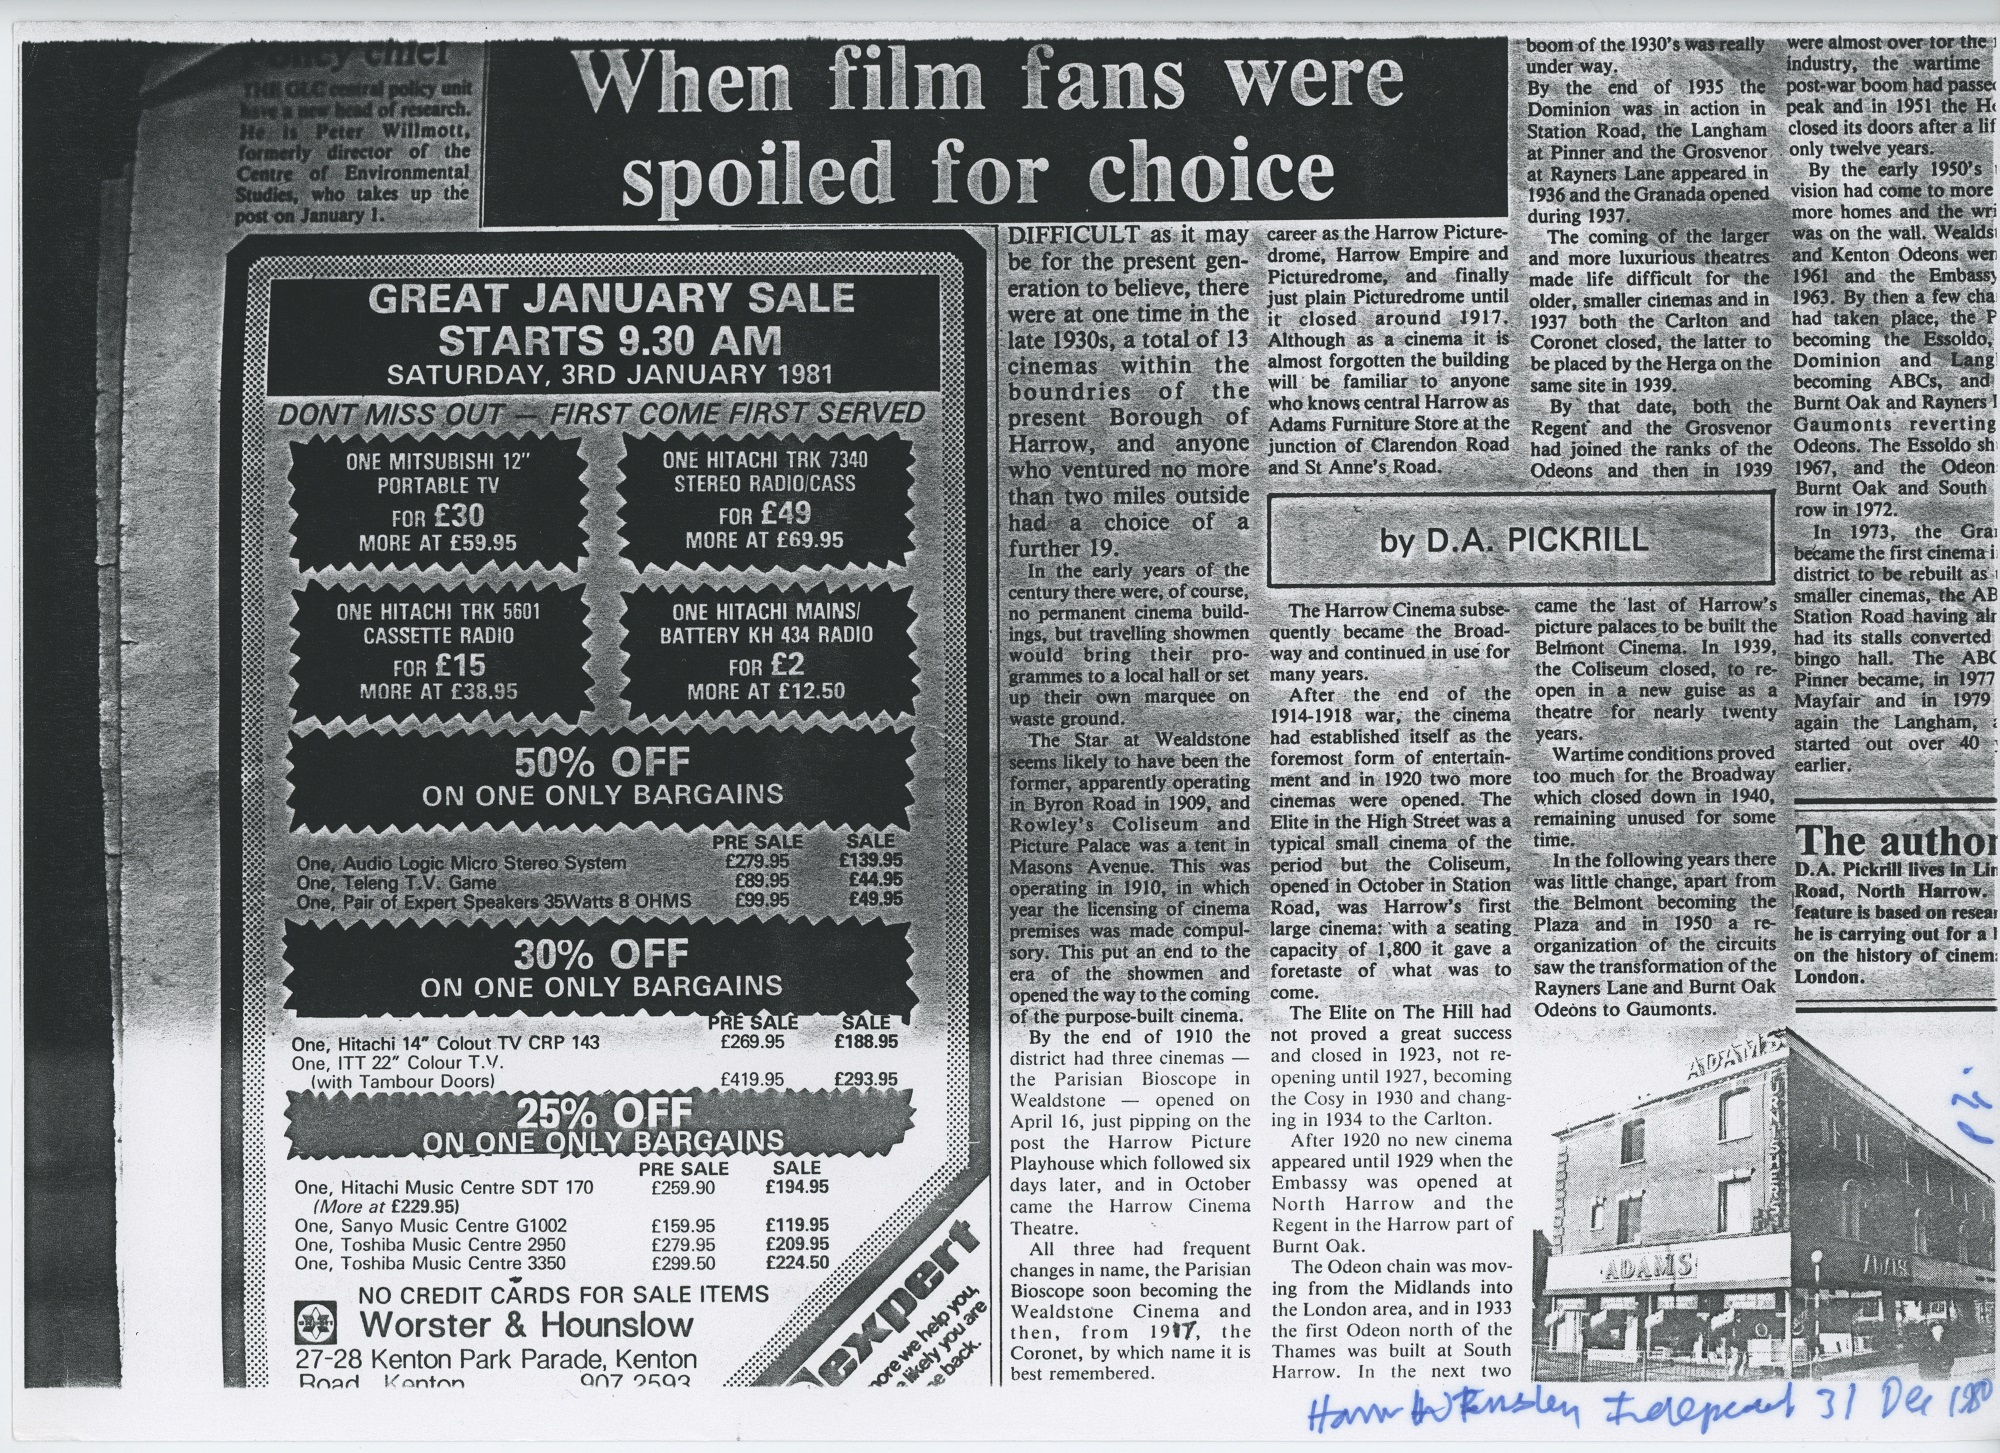 Policy chief
THE GLC central policy unit
have a new head of research.
He is Peter Willmott,
formerly director of the
Centre of Environmental
Studies, who takes up the
post on January 1.
GREAT JANUARY SALE
STARTS 9.30 AM
SATURDAY, 3RD JANUARY 1981
DONT MISS OUT — FIRST COME FIRST SERVED
ONE MITSUBISHI 12"
PORTABLE TV
FOR £30
MORE AT £59.95
ONE HITACHI TRK 7340
STEREO RADIO/CASS
FOR £49
MORE AT £69.95
ONE HITACHI TRK 5601
CASSETTE RADIO
FOR £15
MORE AT £38.95
ONE HITACHI MAINS/
BATTERY KH 434 RADIO
FOR £2
MORE AT £12.50
50% OFF
ON ONE ONLY BARGAINS
PRE SALE SALE
One, Audio Logic Micro Stereo System £279.95 £139.95
One, Teleng T.V. Game £89.95 £44.95
One, Pair of Expert Speakers 35Watts 8 OHMS £99.95 £49.95
30% OFF
ON ONE ONLY BARGAINS
PRE SALE SALE
One, Hitachi 14" Colout TV CRP 143 £269.95 £188.95
One, ITT 22" Colour T.V.
(with Tambour Doors) £419.95 £293.95
25% OFF
ON ONE ONLY BARGAINS
PRE SALE SALE
One, Hitachi Music Centre SDT 170 £259.90 £194.95
(More at £229.95)
One, Sanyo Music Centre G1002 £159.95 £119.95
One, Toshiba Music Centre 2950 £279.95 £209.95
One, Toshiba Music Centre 3350 £299.50 £224.50
NO CREDIT CARDS FOR SALE ITEMS
Worster & Hounslow
27-28 Kenton Park Parade, Kenton
Road, Kenton 907 2593
expert
more we help you,
likely you are
back.
When film fans were
spoiled for choice
DIFFICULT as it may
be for the present gen-
eration to believe, there
were at one time in the
late 1930s, a total of 13
cinemas within the
boundries of the
present Borough of
Harrow, and anyone
who ventured no more
than two miles outside
had a choice of a
further 19.
In the early years of the
century there were, of course,
no permanent cinema build-
ings, but travelling showmen
would bring their pro-
grammes to a local hall or set
up their own marquee on
waste ground.
The Star at Wealdstone
seems likely to have been the
former, apparently operating
in Byron Road in 1909, and
Rowley's Coliseum and
Picture Palace was a tent in
Masons Avenue. This was
operating in 1910, in which
year the licensing of cinema
premises was made compul-
sory. This put an end to the
era of the showmen and
opened the way to the coming
of the purpose-built cinema.
By the end of 1910 the
district had three cinemas —
the Parisian Bioscope in
Wealdstone — opened on
April 16, just pipping on the
post the Harrow Picture
Playhouse which followed six
days later, and in October
came the Harrow Cinema
Theatre.
All three had frequent
changes in name, the Parisian
Bioscope soon becoming the
Wealdstone Cinema and
then, from 1917, the
Coronet, by which name it is
best remembered.
career as the Harrow Picture-
drome, Harrow Empire and
Picturedrome, and finally
just plain Picturedrome until
it closed around 1917.
Although as a cinema it is
almost forgotten the building
will be familiar to anyone
who knows central Harrow as
Adams Furniture Store at the
junction of Clarendon Road
and St Anne's Road.
by D.A. PICKRILL
The Harrow Cinema subse-
quently became the Broad-
way and continued in use for
many years.
After the end of the
1914-1918 war, the cinema
had established itself as the
foremost form of entertain-
ment and in 1920 two more
cinemas were opened. The
Elite in the High Street was a
typical small cinema of the
period but the Coliseum,
opened in October in Station
Road, was Harrow's first
large cinema: with a seating
capacity of 1,800 it gave a
foretaste of what was to
come.
The Elite on The Hill had
not proved a great success
and closed in 1923, not re-
opening until 1927, becoming
the Cosy in 1930 and chang-
ing in 1934 to the Carlton.
After 1920 no new cinema
appeared until 1929 when the
Embassy was opened at
North Harrow and the
Regent in the Harrow part of
Burnt Oak.
The Odeon chain was mov-
ing from the Midlands into
the London area, and in 1933
the first Odeon north of the
Thames was built at South
Harrow. In the next two
boom of the 1930's was really
under way.
By the end of 1935 the
Dominion was in action in
Station Road, the Langham
at Pinner and the Grosvenor
at Rayners Lane appeared in
1936 and the Granada opened
during 1937.
The coming of the larger
and more luxurious theatres
made life difficult for the
older, smaller cinemas and in
1937 both the Carlton and
Coronet closed, the latter to
be placed by the Herga on the
same site in 1939.
By that date, both the
Regent and the Grosvenor
had joined the ranks of the
Odeons and then in 1939
came the last of Harrow's
picture palaces to be built the
Belmont Cinema. In 1939,
the Coliseum closed, to re-
open in a new guise as a
theatre for nearly twenty
years.
Wartime conditions proved
too much for the Broadway
which closed down in 1940,
remaining unused for some
time.
In the following years there
was little change, apart from
the Belmont becoming the
Plaza and in 1950 a re-
organization of the circuits
saw the transformation of the
Rayners Lane and Burnt Oak
Odeons to Gaumonts.
were almost over for the
industry, the wartime
post-war boom had passe
peak and in 1951 the He
closed its doors after a lif
only twelve years.
By the early 1950's
vision had come to more
more homes and the wri
was on the wall. Wealds
and Kenton Odeons wer
1961 and the Embassy
1963. By then a few cha
had taken place, the P
becoming the Essoldo,
Dominion and Lang
becoming ABCs, and
Burnt Oak and Rayners
Gaumonts reverting
Odeons. The Essoldo sh
1967, and the Odeon
Burnt Oak and South
row in 1972.
In 1973, the Gra
became the first cinema i
district to be rebuilt as
smaller cinemas, the AB
Station Road having alr
had its stalls converted
bingo hall. The ABC
Pinner became, in 1977
Mayfair and in 1979
again the Langham,
started out over 40
earlier.
The author
D.A. Pickrill lives in Lin
Road, North Harrow.
feature is based on resear
he is carrying out for a
on the history of cinem
London.
ADAMS
FURNISHERS
ADAMS
ADAMS
Independent 31 Dec 1980